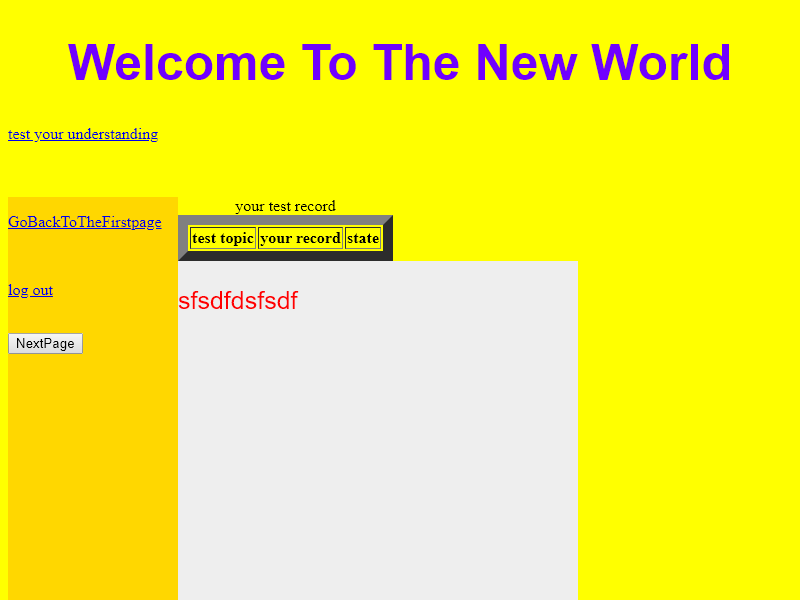 Welcome To The New World
test your understanding
your test record
GoBackToTheFirstpage
test topic your record state
log out
sfsdfdsfsdf
NextPage